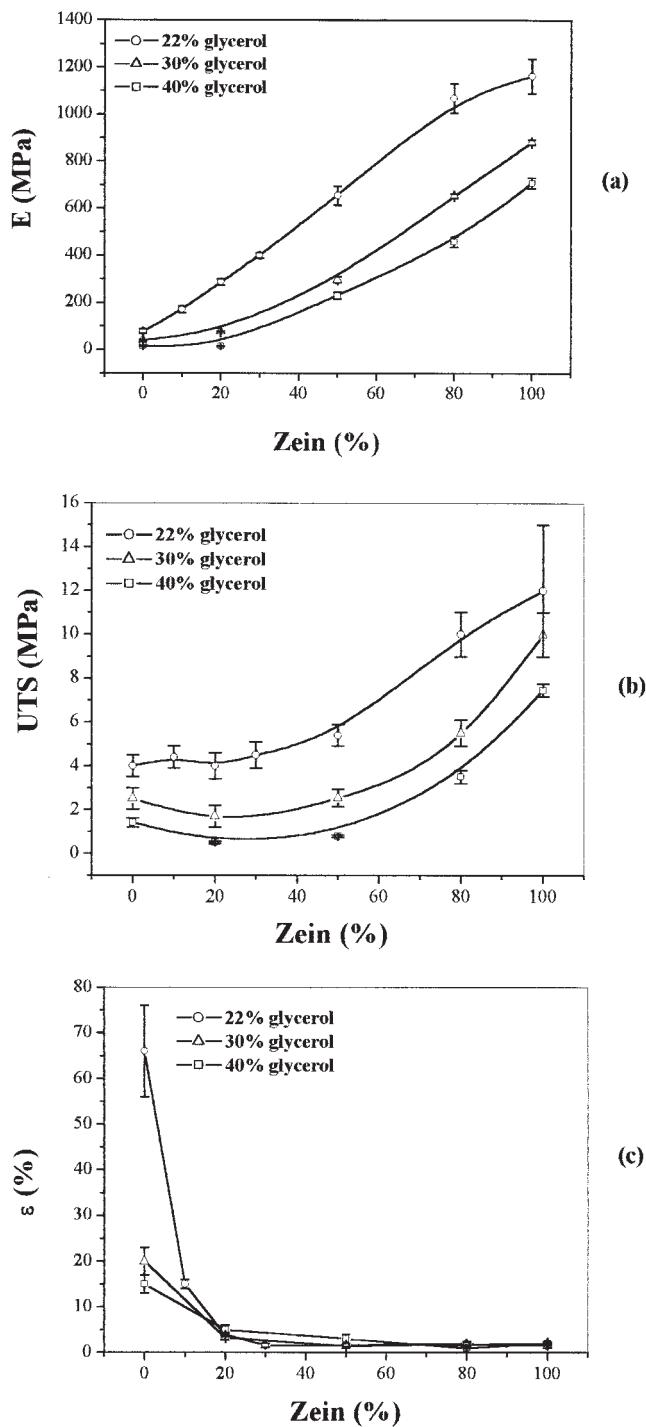 1400
1200
1000
800
600
400
200
0
E (MPa)
22% glycerol
30% glycerol
40% glycerol
(a)
0 20 40 60 80 100
Zein (%)
16
14
12
10
8
6
4
2
0
UTS (MPa)
22% glycerol
30% glycerol
40% glycerol
(b)
0 20 40 60 80 100
Zein (%)
80
70
60
50
40
30
20
10
0
ε (%)
22% glycerol
30% glycerol
40% glycerol
(c)
0 20 40 60 80 100
Zein (%)